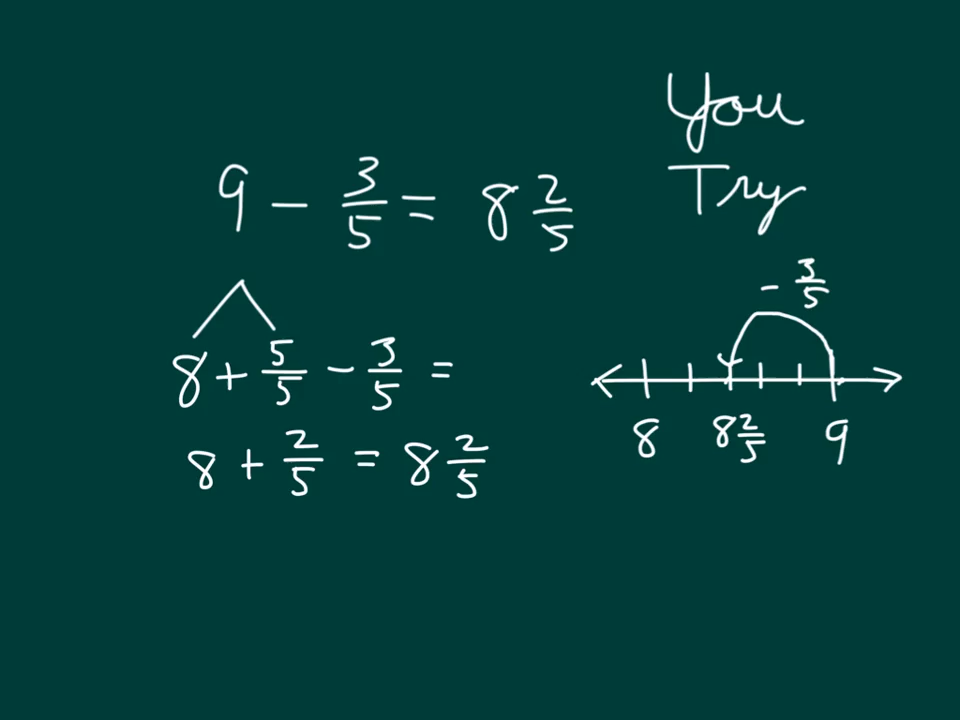 You
Try
9 - 3/5 = 8 2/5
8 + 5/5 - 3/5 =
8 + 2/5 = 8 2/5
- 3/5
8 8 2/5 9